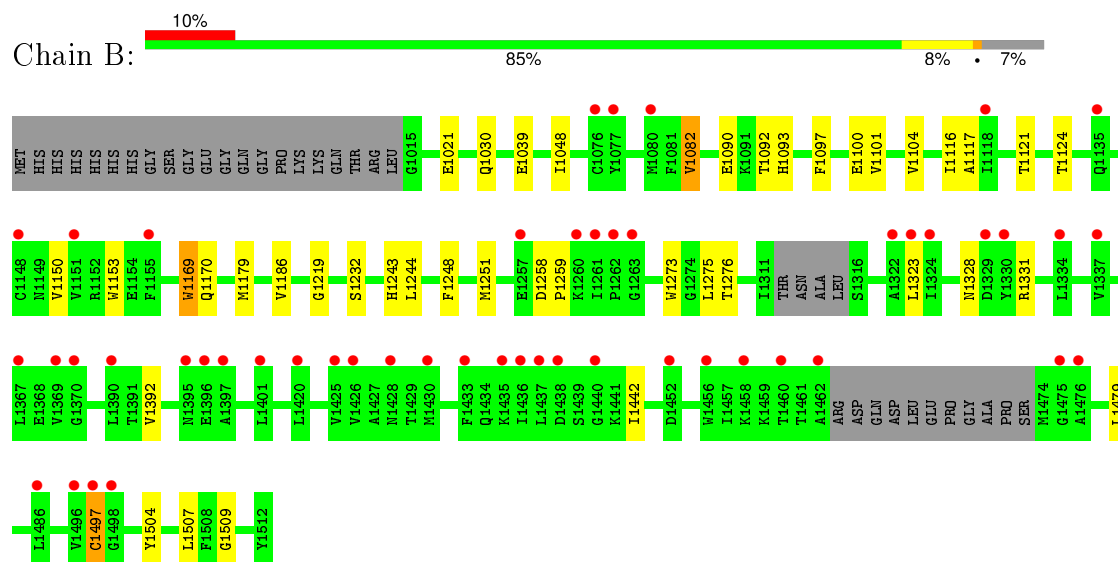 10%
Chain B:
85% 8% • 7%
MET HIS HIS HIS HIS HIS HIS GLY SER GLY GLU GLY GLN GLY PRO LYS LYS GLN THR ARG LEU G1015 E1021 Q1030 E1039 I1048 C1076 Y1077 M1080 F1081 V1082 E1090 K1091 T1092 H1093 F1097 E1100 V1101 V1104 I1116 A1117 I1118 T1121 T1124 Q1135
C1148 N1149 V1150 V1151 R1152 W1153 E1154 F1155 W1169 Q1170 M1179 V1186 G1219 S1232 H1243 L1244 F1248 M1251 E1257 D1258 P1259 K1260 I1261 P1262 G1263 W1273 G1274 L1275 T1276 I1311 THR ASN ALA LEU S1316 A1322 L1323 I1324 N1328 D1329 Y1330 R1331 L1334 V1337
L1367 E1368 V1369 G1370 L1390 T1391 V1392 N1395 E1396 A1397 L1401 L1420 V1425 V1426 A1427 N1428 T1429 M1430 F1433 Q1434 K1435 I1436 L1437 D1438 S1439 G1440 K1441 I1442 D1452 W1456 I1457 K1458 K1459 T1460 T1461 A1462 ARG ASP GLN ASP LEU GLU PRO GLY ALA PRO SER M1474 G1475 A1476 L1479
L1486 V1496 C1497 G1498 Y1504 L1507 F1508 G1509 Y1512